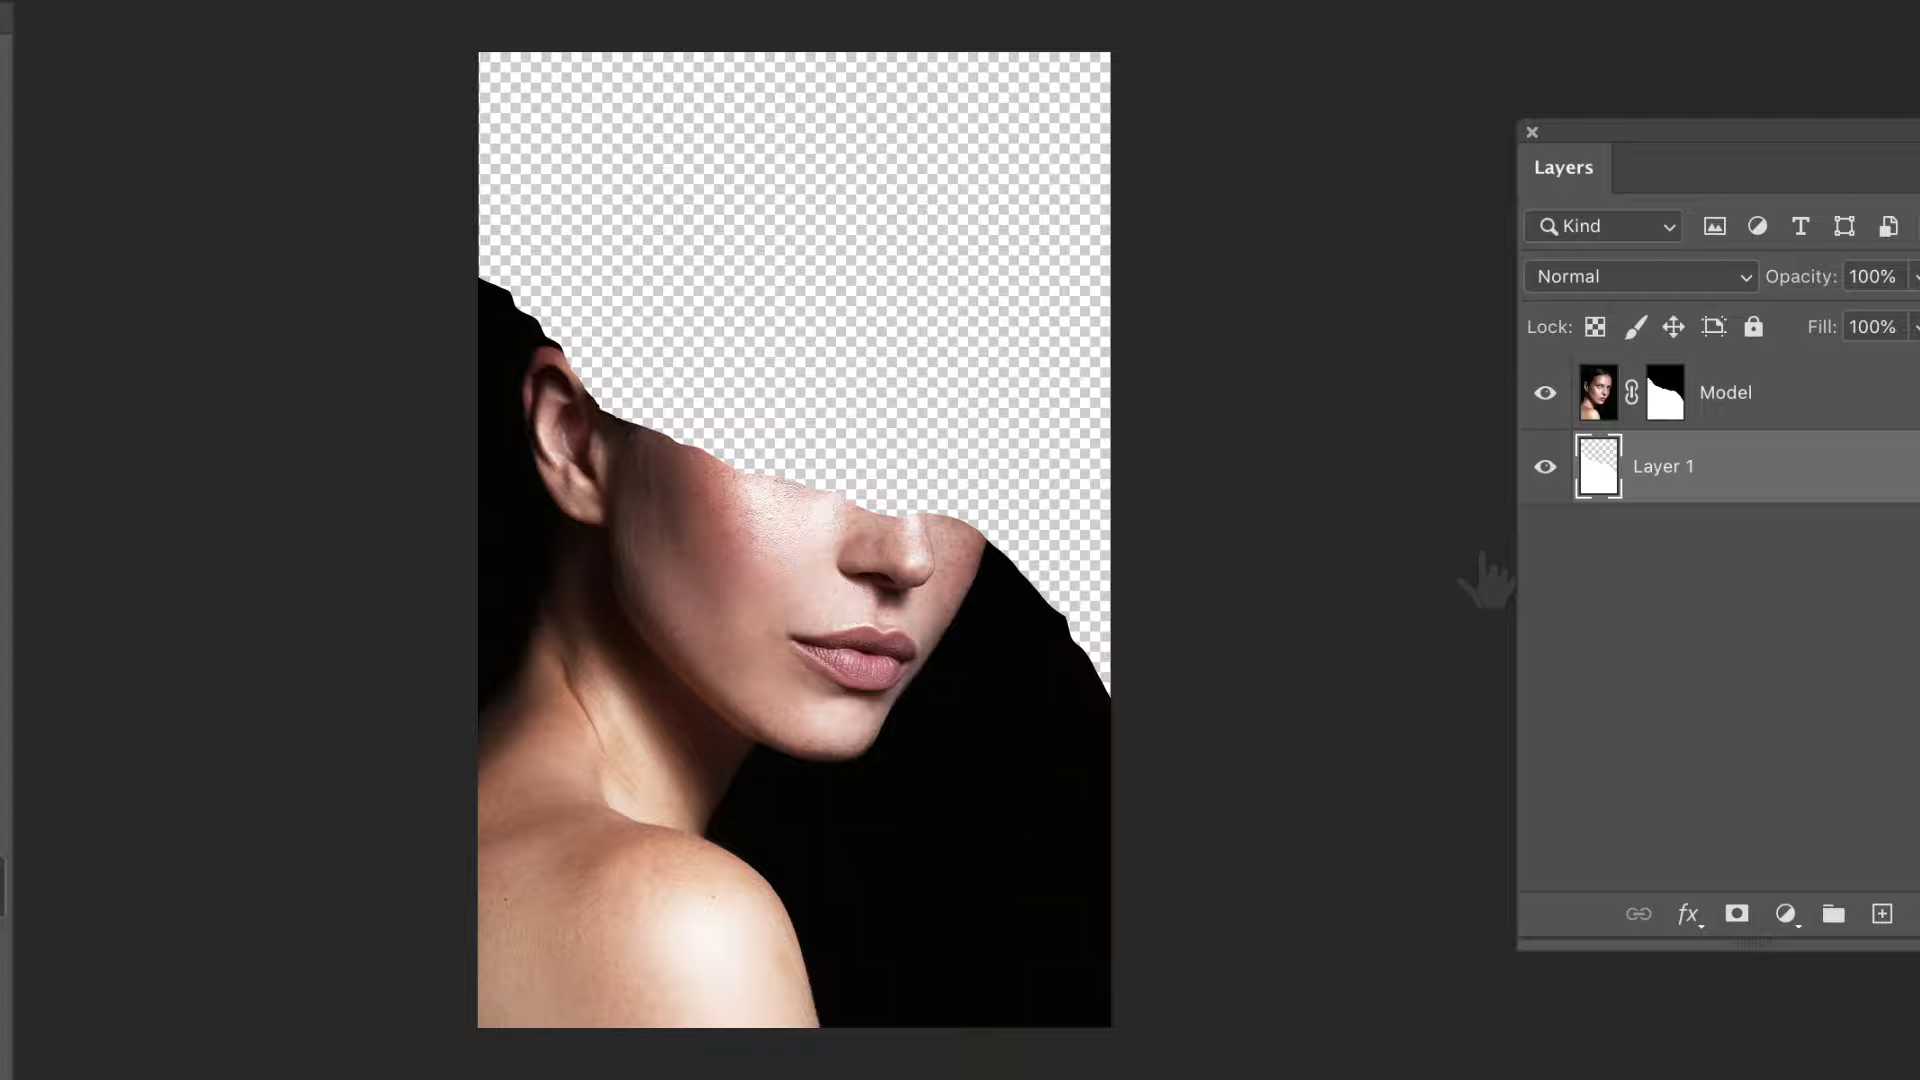 Layers
Kind
Normal
Opacity: 100%
Lock:
Fill: 100%
Model
Layer 1
fx